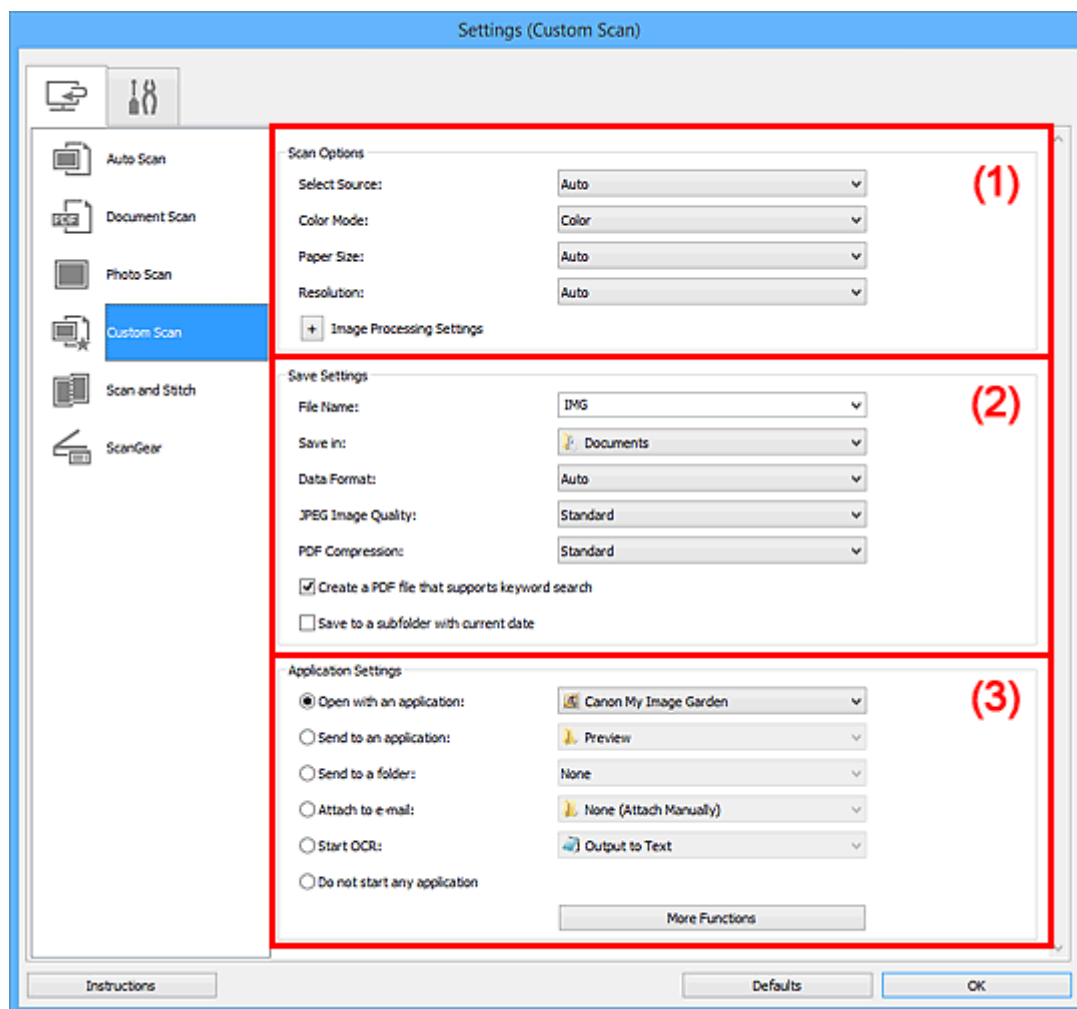 Settings (Custom Scan)
Auto Scan
Document Scan
Photo Scan
Custom Scan
Scan and Stitch
ScanGear
Scan Options
(1)
Select Source: Auto
Color Mode: Color
Paper Size: Auto
Resolution: Auto
+ Image Processing Settings
Save Settings
(2)
File Name: IMG
Save in: Documents
Data Format: Auto
JPEG Image Quality: Standard
PDF Compression: Standard
Create a PDF file that supports keyword search
Save to a subfolder with current date
Application Settings
(3)
Open with an application: Canon My Image Garden
Send to an application: Preview
Send to a folder: None
Attach to e-mail: None (Attach Manually)
Start OCR: Output to Text
Do not start any application
More Functions
Instructions Defaults OK